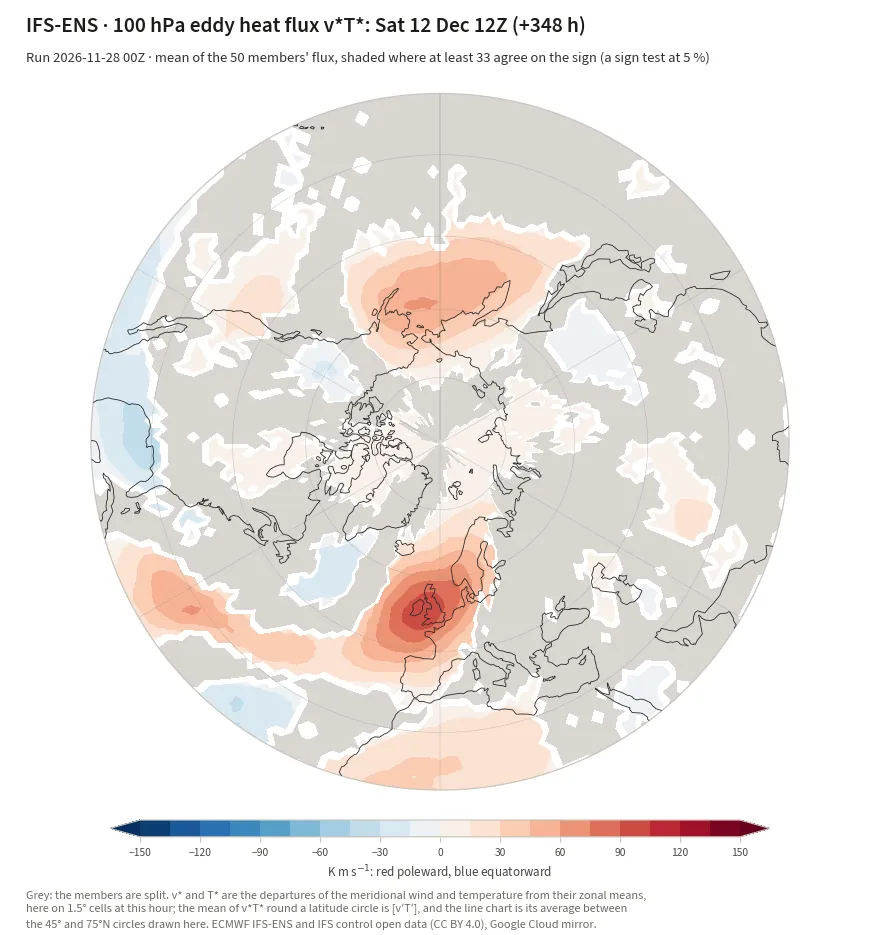 IFS-ENS · 100 hPa eddy heat flux v*T*: Sat 12 Dec 12Z (+348 h)
Run 2026-11-28 00Z · mean of the 50 members' flux, shaded where at least 33 agree on the sign (a sign test at 5 %)
−150 −120 −90 −60 −30 0 30 60 90 120 150
K m s⁻¹: red poleward, blue equatorward
Grey: the members are split. v* and T* are the departures of the meridional wind and temperature from their zonal means,
here on 1.5° cells at this hour; the mean of v*T* round a latitude circle is [v'T'], and the line chart is its average between
the 45° and 75°N circles drawn here. ECMWF IFS-ENS and IFS control open data (CC BY 4.0), Google Cloud mirror.